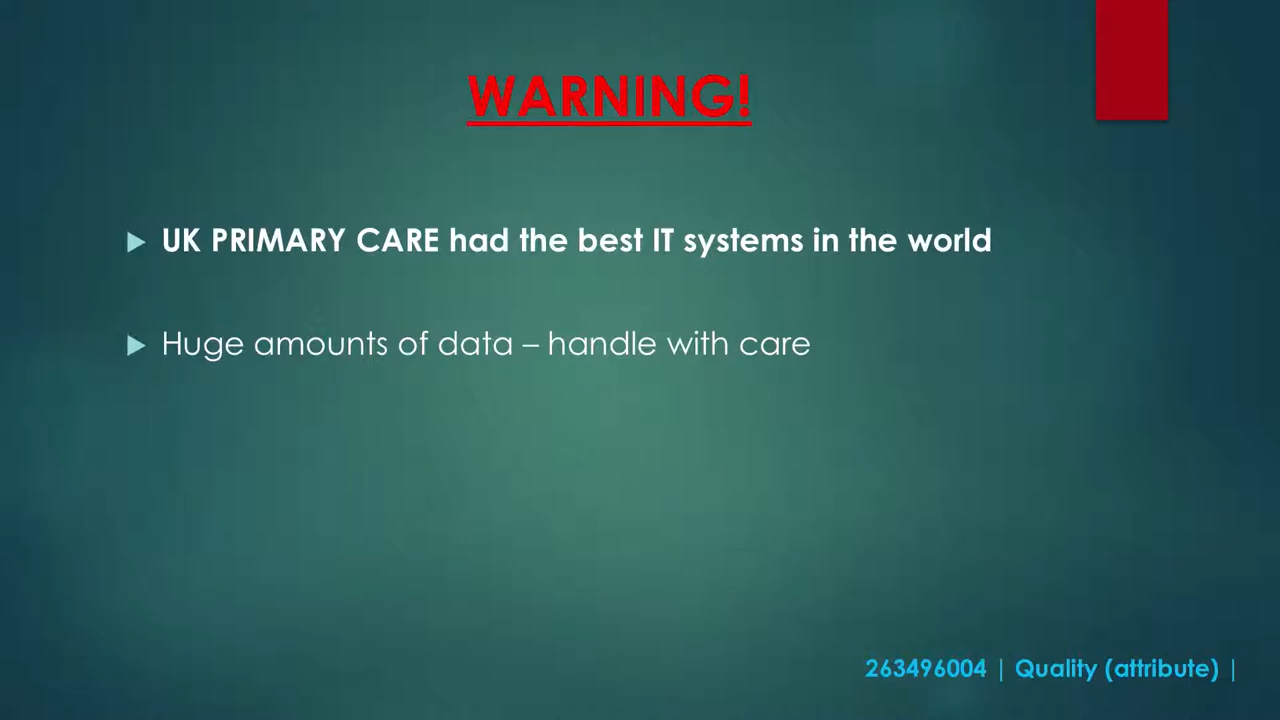 WARNING!
UK PRIMARY CARE had the best IT systems in the world
Huge amounts of data – handle with care
263496004 | Quality (attribute) |